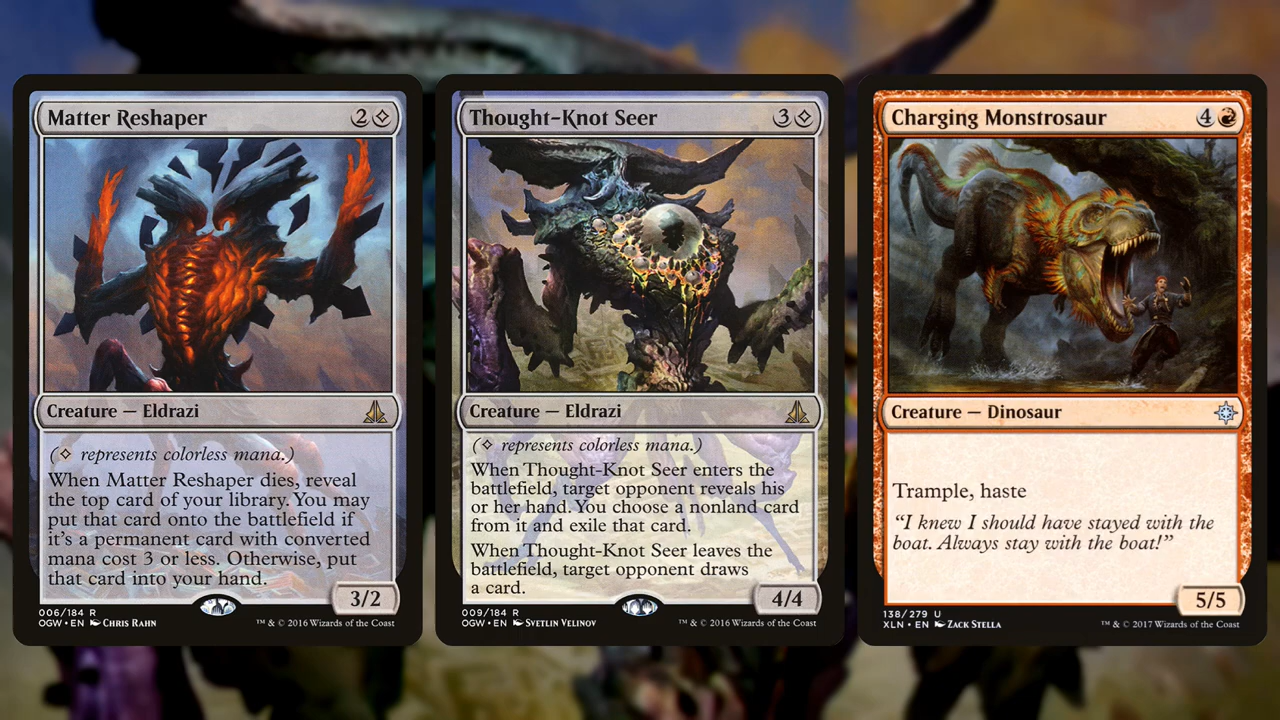 Matter Reshaper 2
Creature — Eldrazi
( represents colorless mana.)
When Matter Reshaper dies, reveal
the top card of your library. You may
put that card onto the battlefield if
it's a permanent card with converted
mana cost 3 or less. Otherwise, put
that card into your hand.
3/2
006/184 R
OGW • EN Chris Rahn
™ & © 2016 Wizards of the Coast
Thought-Knot Seer 3
Creature — Eldrazi
( represents colorless mana.)
When Thought-Knot Seer enters the
battlefield, target opponent reveals his
or her hand. You choose a nonland card
from it and exile that card.
When Thought-Knot Seer leaves the
battlefield, target opponent draws
a card.
4/4
009/184 R
OGW • EN Svetlin Velinov
™ & © 2016 Wizards of the Coast
Charging Monstrosaur 4
Creature — Dinosaur
Trample, haste
“I knew I should have stayed with the
boat. Always stay with the boat!”
5/5
138/279 U
XLN • EN Zack Stella
™ & © 2017 Wizards of the Coast